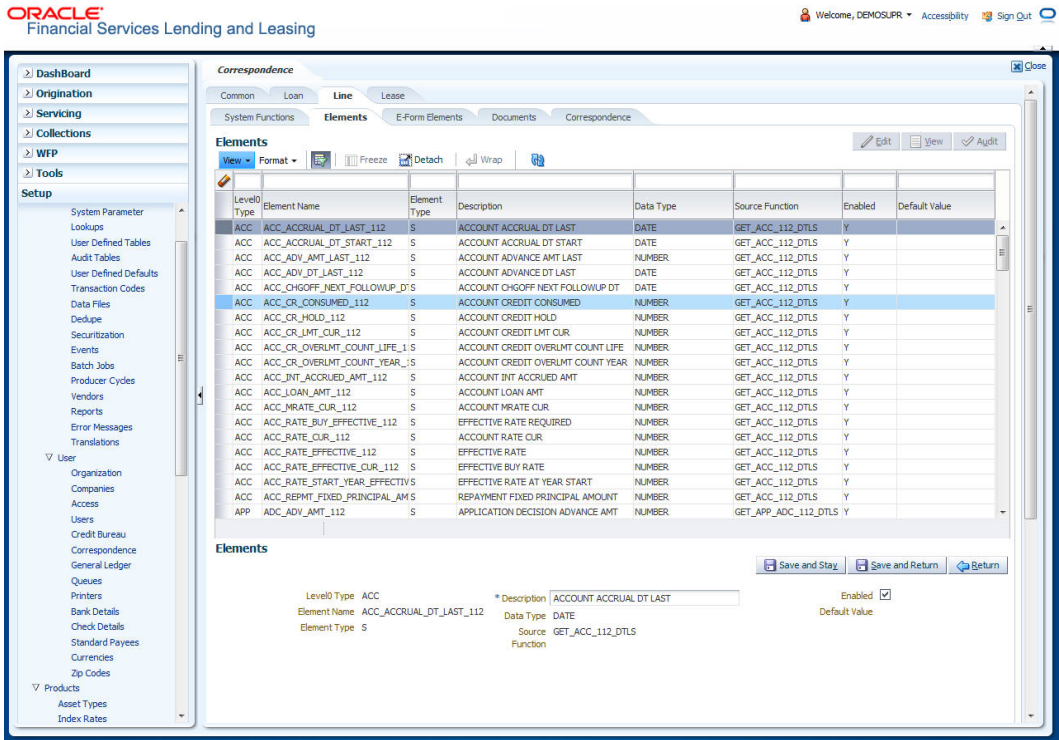 ORACLE
Financial Services Lending and Leasing
Welcome, DEMOSUPR
Accessibility
Sign Out
Close
DashBoard
Origination
Servicing
Collections
WFP
Tools
Setup
System Parameter
Lookups
User Defined Tables
Audit Tables
User Defined Defaults
Transaction Codes
Data Files
Dedupe
Securitization
Events
Batch Jobs
Producer Cycles
Vendors
Reports
Error Messages
Translations
User
Organization
Companies
Access
Users
Credit Bureau
Correspondence
General Ledger
Queues
Printers
Bank Details
Check Details
Standard Payees
Currencies
Zip Codes
Products
Asset Types
Index Rates
Correspondence
Common Loan Line Lease
System Functions Elements E-Form Elements Documents Correspondence
Elements
Edit View Audit
View Format Freeze Detach Wrap
Level0 Type Element Name Element Type Description Data Type Source Function Enabled Default Value
ACC ACC_ACCRUAL_DT_LAST_112 S ACCOUNT ACCRUAL DT LAST DATE GET_ACC_112_DTLS Y
ACC ACC_ACCRUAL_DT_START_112 S ACCOUNT ACCRUAL DT START DATE GET_ACC_112_DTLS Y
ACC ACC_ADV_AMT_LAST_112 S ACCOUNT ADVANCE AMT LAST NUMBER GET_ACC_112_DTLS Y
ACC ACC_ADV_DT_LAST_112 S ACCOUNT ADVANCE DT LAST DATE GET_ACC_112_DTLS Y
ACC ACC_CHGOFF_NEXT_FOLLOWUP_DT S ACCOUNT CHGOFF NEXT FOLLOWUP DT DATE GET_ACC_112_DTLS Y
ACC ACC_CR_CONSUMED_112 S ACCOUNT CREDIT CONSUMED NUMBER GET_ACC_112_DTLS Y
ACC ACC_CR_HOLD_112 S ACCOUNT CREDIT HOLD NUMBER GET_ACC_112_DTLS Y
ACC ACC_CR_LMT_CUR_112 S ACCOUNT CREDIT LMT CUR NUMBER GET_ACC_112_DTLS Y
ACC ACC_CR_OVERLMT_COUNT_LIFE_1 S ACCOUNT CREDIT OVERLMT COUNT LIFE NUMBER GET_ACC_112_DTLS Y
ACC ACC_CR_OVERLMT_COUNT_YEAR_ S ACCOUNT CREDIT OVERLMT COUNT YEAR NUMBER GET_ACC_112_DTLS Y
ACC ACC_INT_ACCRUED_AMT_112 S ACCOUNT INT ACCRUED AMT NUMBER GET_ACC_112_DTLS Y
ACC ACC_LOAN_AMT_112 S ACCOUNT LOAN AMT NUMBER GET_ACC_112_DTLS Y
ACC ACC_MRATE_CUR_112 S ACCOUNT MRATE CUR NUMBER GET_ACC_112_DTLS Y
ACC ACC_RATE_BUY_EFFECTIVE_112 S EFFECTIVE RATE REQUIRED NUMBER GET_ACC_112_DTLS Y
ACC ACC_RATE_CUR_112 S ACCOUNT RATE CUR NUMBER GET_ACC_112_DTLS Y
ACC ACC_RATE_EFFECTIVE_112 S EFFECTIVE RATE NUMBER GET_ACC_112_DTLS Y
ACC ACC_RATE_EFFECTIVE_CUR_112 S EFFECTIVE BUY RATE NUMBER GET_ACC_112_DTLS Y
ACC ACC_RATE_START_YEAR_EFFECTIV S EFFECTIVE RATE AT YEAR START NUMBER GET_ACC_112_DTLS Y
ACC ACC_REPMT_FIXED_PRINCIPAL_AM S REPAYMENT FIXED PRINCIPAL AMOUNT NUMBER GET_ACC_112_DTLS Y
APP ADC_ADV_AMT_112 S APPLICATION DECISION ADVANCE AMT NUMBER GET_APP_ADC_112_DTLS Y
Elements
Save and Stay Save and Return Return
Level0 Type ACC * Description ACCOUNT ACCRUAL DT LAST Enabled
Element Name ACC_ACCRUAL_DT_LAST_112 Data Type DATE Default Value
Element Type S Source Function GET_ACC_112_DTLS